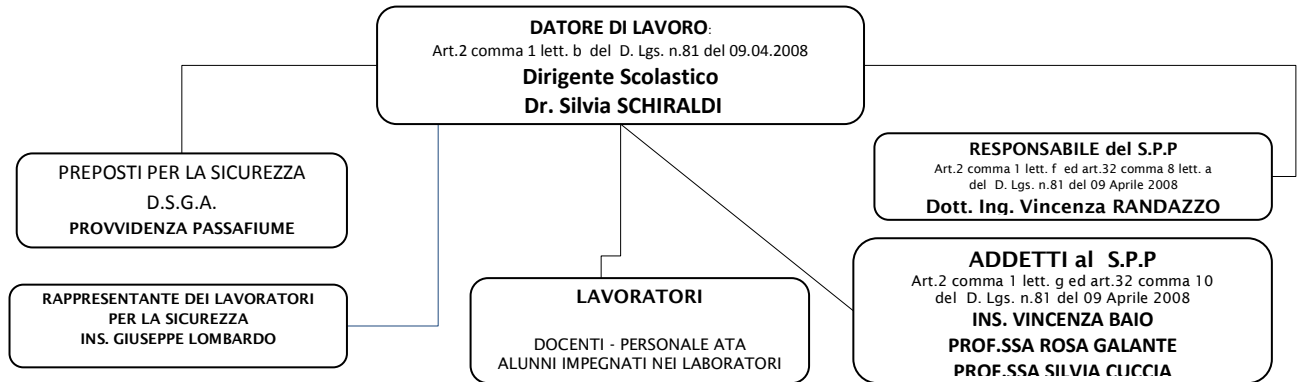 DATORE DI LAVORO:
Art.2 comma 1 lett. b del D. Lgs. n.81 del 09.04.2008
Dirigente Scolastico
Dr. Silvia SCHIRALDI
PREPOSTI PER LA SICUREZZA
D.S.G.A.
PROVVIDENZA PASSAFIUME
RESPONSABILE del S.P.P
Art.2 comma 1 lett. f ed art.32 comma 8 lett. a
del D. Lgs. n.81 del 09 Aprile 2008
Dott. Ing. Vincenza RANDAZZO
RAPPRESENTANTE DEI LAVORATORI
PER LA SICUREZZA
INS. GIUSEPPE LOMBARDO
LAVORATORI
DOCENTI - PERSONALE ATA
ALUNNI IMPEGNATI NEI LABORATORI
ADDETTI al S.P.P
Art.2 comma 1 lett. g ed art.32 comma 10
del D. Lgs. n.81 del 09 Aprile 2008
INS. VINCENZA BAIO
PROF.SSA ROSA GALANTE
PROF.SSA SILVIA CUCCIA